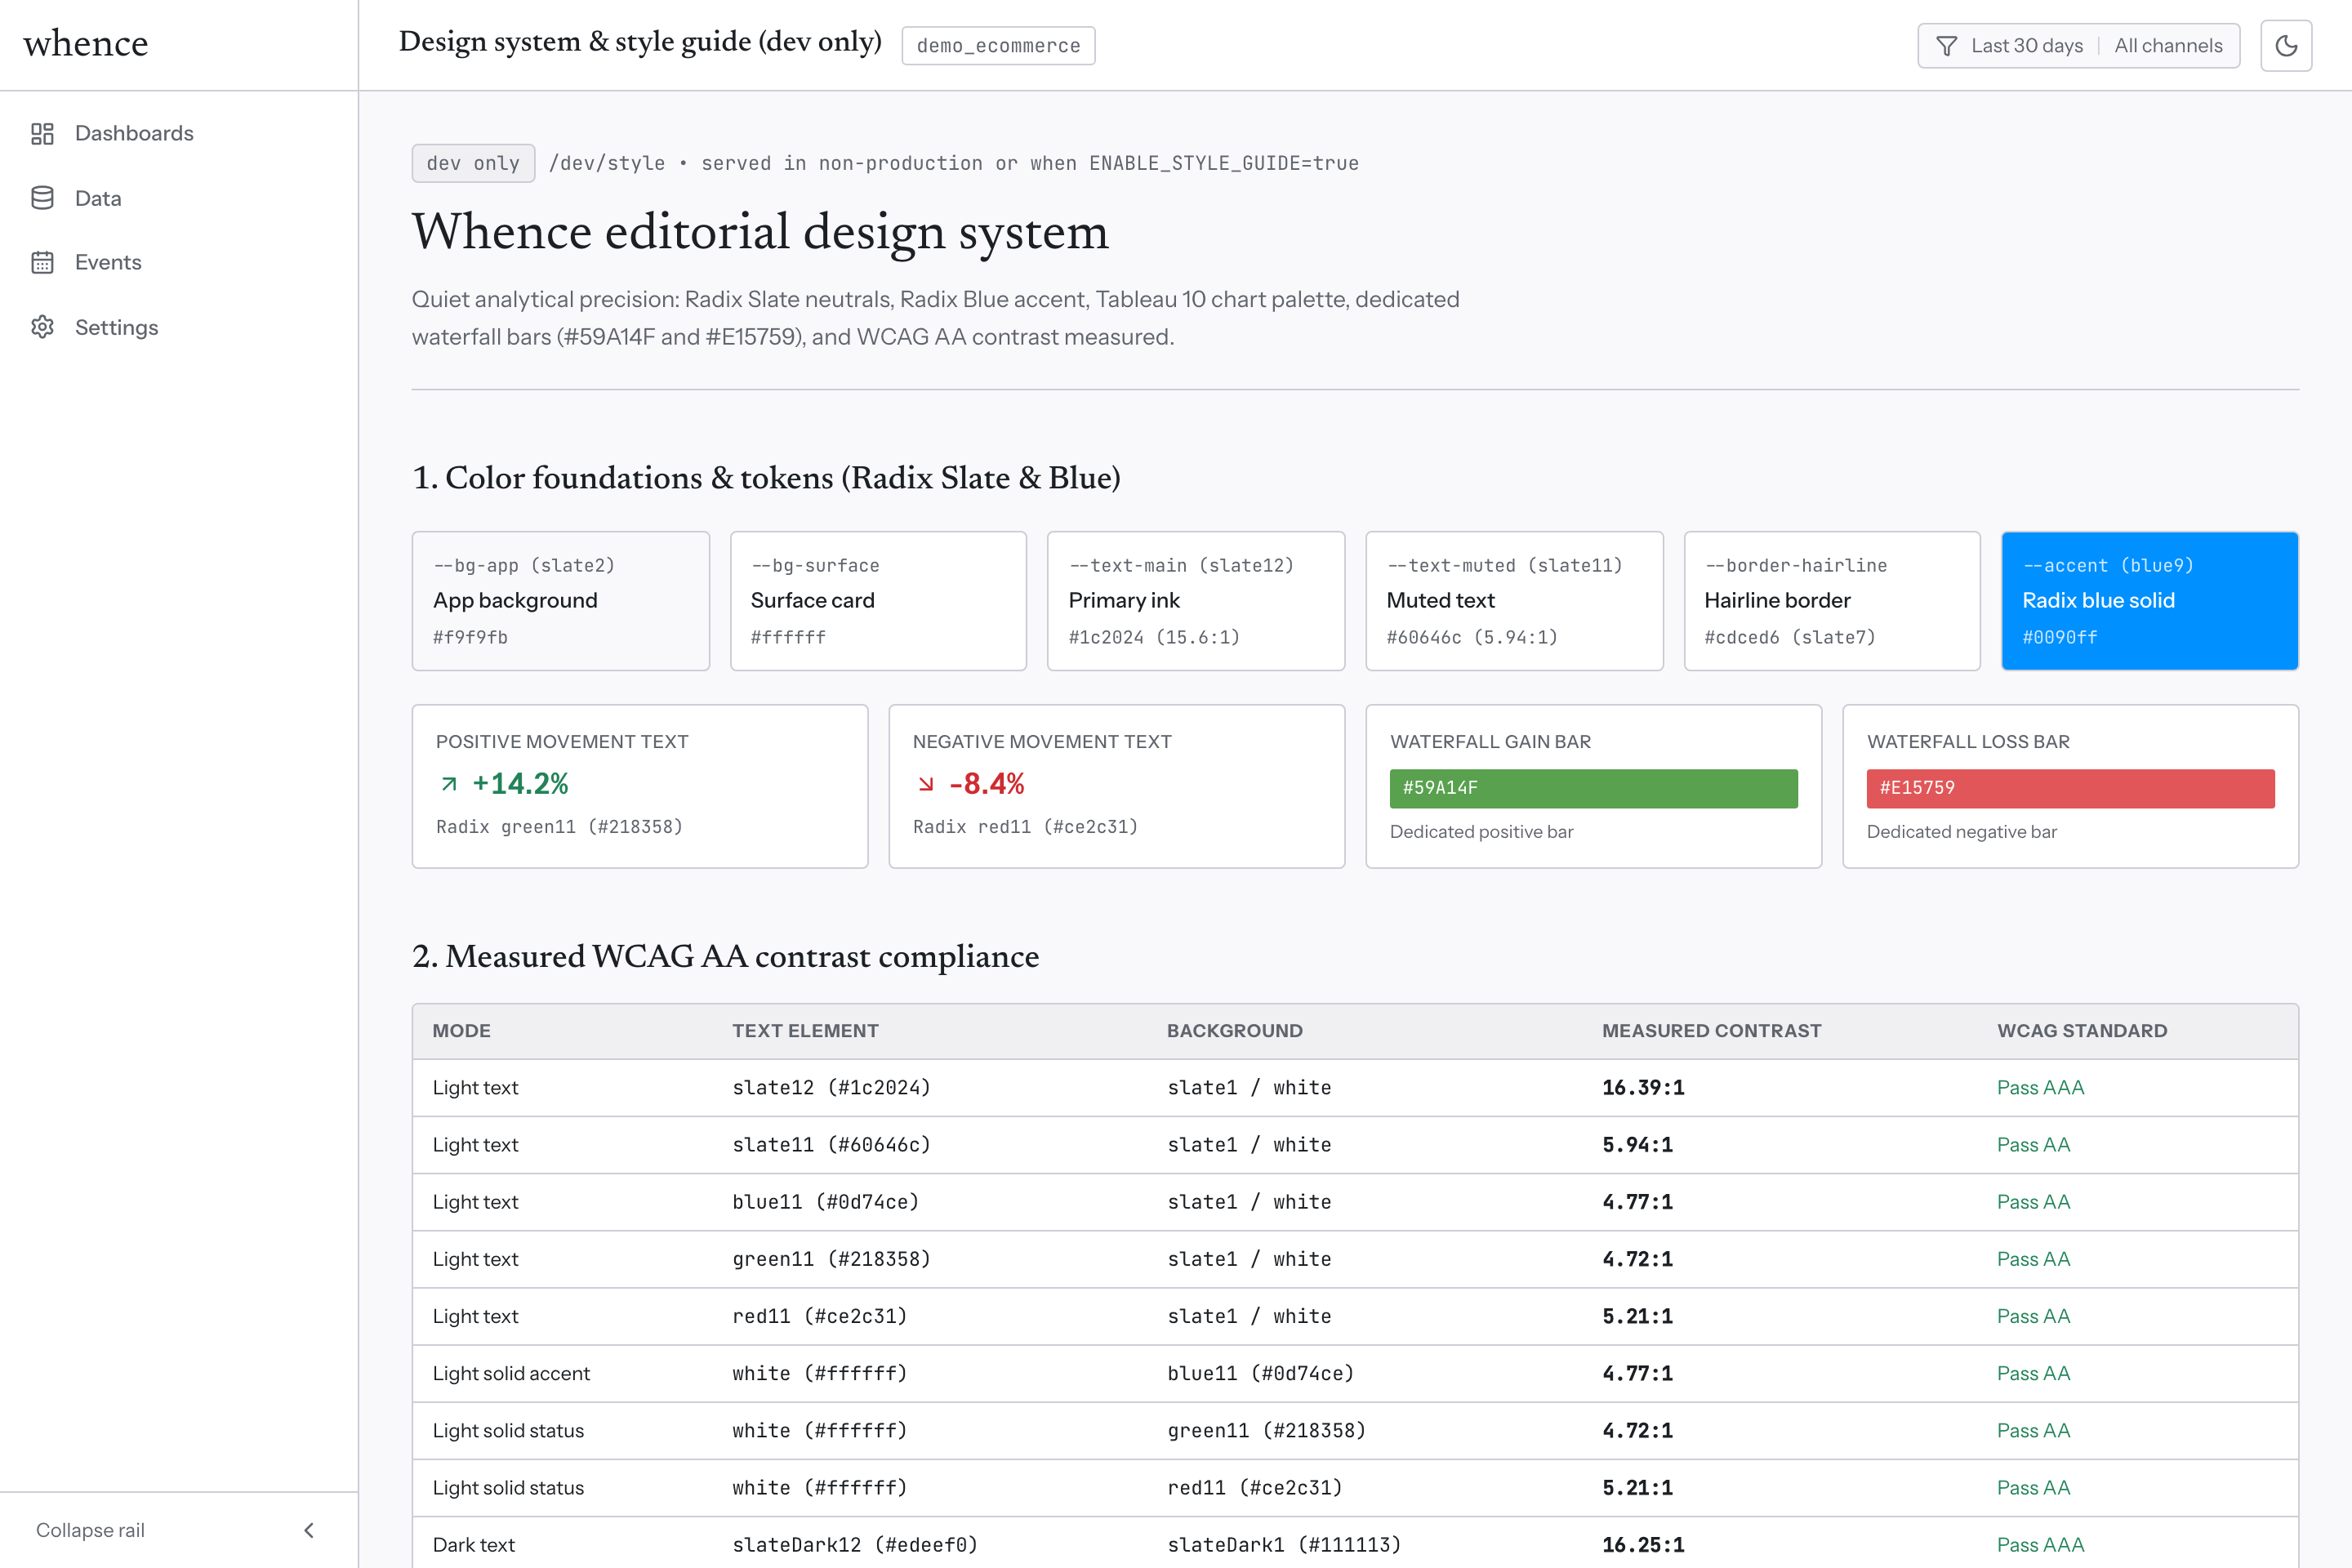 whence
Design system & style guide (dev only)
demo_ecommerce
Last 30 days
All channels
Dashboards
Data
Events
Settings
Collapse rail
dev only
/dev/style • served in non-production or when ENABLE_STYLE_GUIDE=true
Whence editorial design system
Quiet analytical precision: Radix Slate neutrals, Radix Blue accent, Tableau 10 chart palette, dedicated
waterfall bars (#59A14F and #E15759), and WCAG AA contrast measured.
1. Color foundations & tokens (Radix Slate & Blue)
--bg-app (slate2)
App background
#f9f9fb
--bg-surface
Surface card
#ffffff
--text-main (slate12)
Primary ink
#1c2024 (15.6:1)
--text-muted (slate11)
Muted text
#60646c (5.94:1)
--border-hairline
Hairline border
#cdced6 (slate7)
--accent (blue9)
Radix blue solid
#0090ff
POSITIVE MOVEMENT TEXT
+14.2%
Radix green11 (#218358)
NEGATIVE MOVEMENT TEXT
-8.4%
Radix red11 (#ce2c31)
WATERFALL GAIN BAR
#59A14F
Dedicated positive bar
WATERFALL LOSS BAR
#E15759
Dedicated negative bar
2. Measured WCAG AA contrast compliance
MODE TEXT ELEMENT BACKGROUND MEASURED CONTRAST WCAG STANDARD
Light text slate12 (#1c2024) slate1 / white 16.39:1 Pass AAA
Light text slate11 (#60646c) slate1 / white 5.94:1 Pass AA
Light text blue11 (#0d74ce) slate1 / white 4.77:1 Pass AA
Light text green11 (#218358) slate1 / white 4.72:1 Pass AA
Light text red11 (#ce2c31) slate1 / white 5.21:1 Pass AA
Light solid accent white (#ffffff) blue11 (#0d74ce) 4.77:1 Pass AA
Light solid status white (#ffffff) green11 (#218358) 4.72:1 Pass AA
Light solid status white (#ffffff) red11 (#ce2c31) 5.21:1 Pass AA
Dark text slateDark12 (#edeef0) slateDark1 (#111113) 16.25:1 Pass AAA